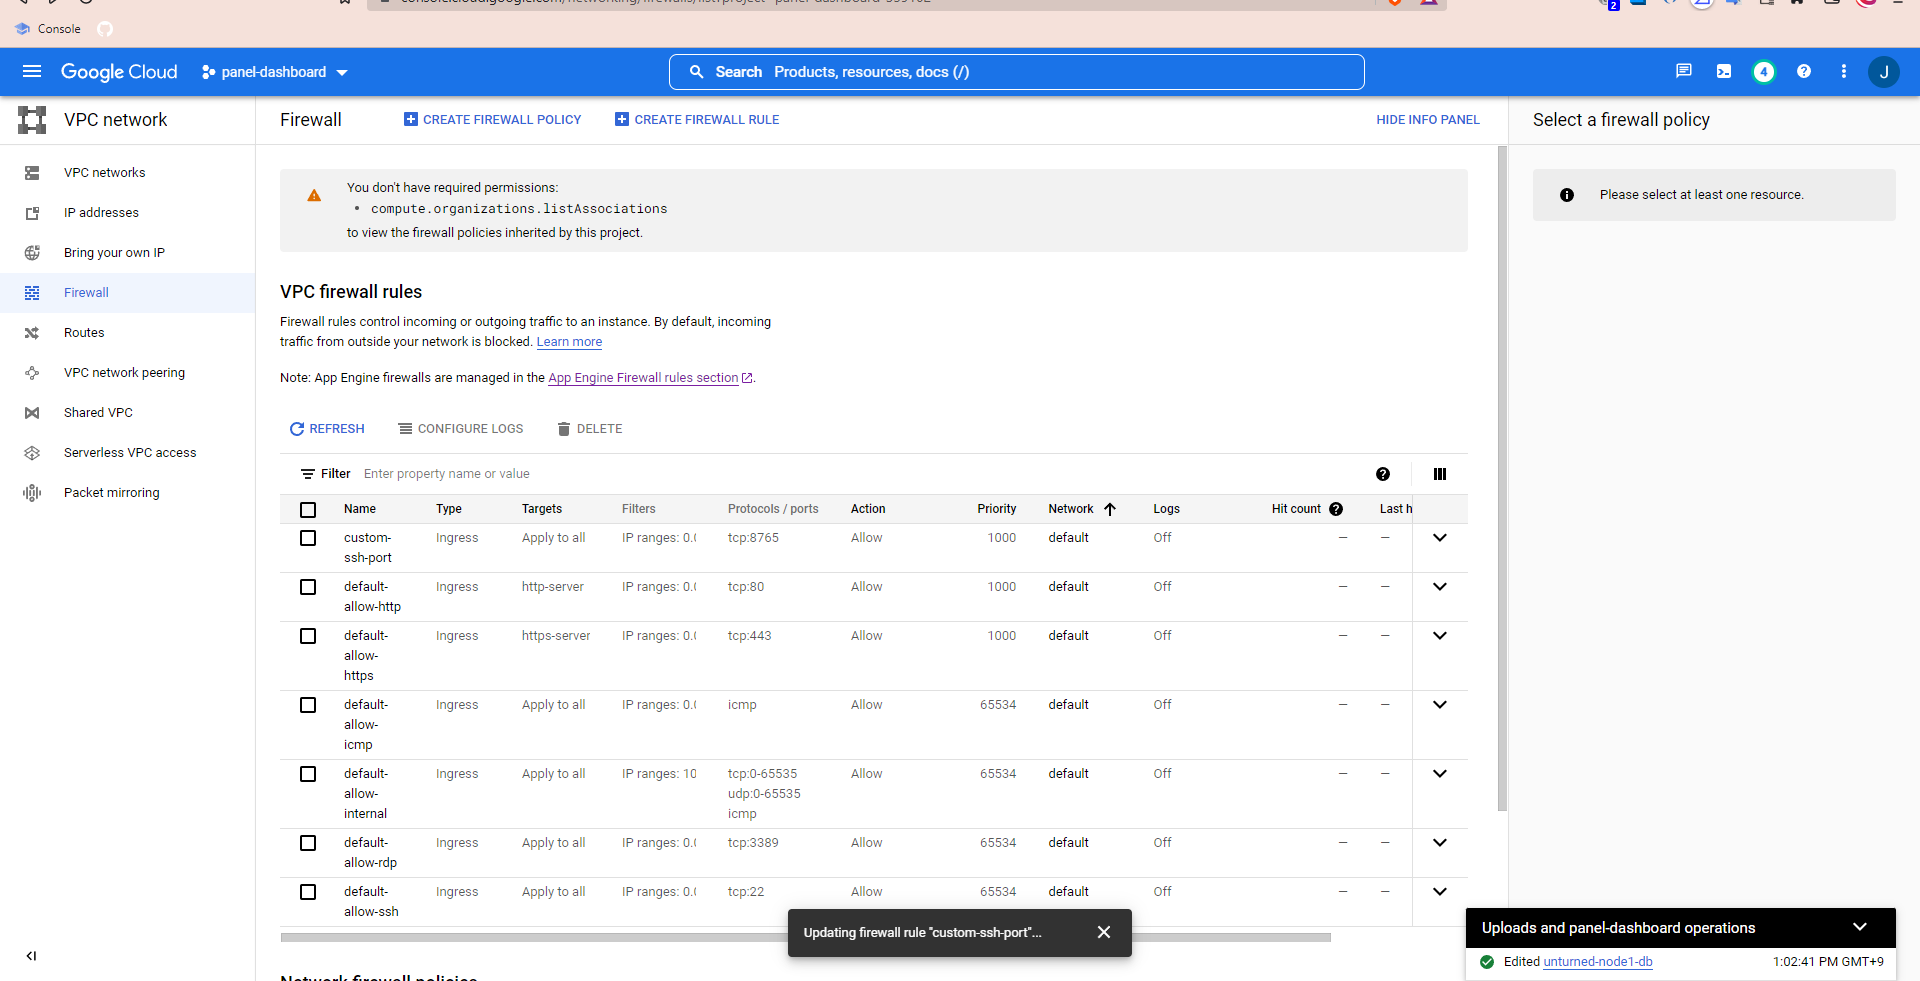 Console
Google Cloud
panel-dashboard
Search Products, resources, docs (/)
2
4
J
VPC network
Firewall
CREATE FIREWALL POLICY
CREATE FIREWALL RULE
HIDE INFO PANEL
Select a firewall policy
VPC networks
IP addresses
Bring your own IP
Firewall
Routes
VPC network peering
Shared VPC
Serverless VPC access
Packet mirroring
You don't have required permissions:
• compute.organizations.listAssociations
to view the firewall policies inherited by this project.
Please select at least one resource.
VPC firewall rules
Firewall rules control incoming or outgoing traffic to an instance. By default, incoming
traffic from outside your network is blocked. Learn more
Note: App Engine firewalls are managed in the App Engine Firewall rules section.
REFRESH
CONFIGURE LOGS
DELETE
Filter Enter property name or value
Name Type Targets Filters Protocols / ports Action Priority Network Logs Hit count Last h
custom- Ingress Apply to all IP ranges: 0.0 tcp:8765 Allow 1000 default Off — —
ssh-port
default- Ingress http-server IP ranges: 0.0 tcp:80 Allow 1000 default Off — —
allow-http
default- Ingress https-server IP ranges: 0.0 tcp:443 Allow 1000 default Off — —
allow-
https
default- Ingress Apply to all IP ranges: 0.0 icmp Allow 65534 default Off — —
allow-
icmp
default- Ingress Apply to all IP ranges: 10 tcp:0-65535 Allow 65534 default Off — —
allow- udp:0-65535
internal icmp
default- Ingress Apply to all IP ranges: 0.0 tcp:3389 Allow 65534 default Off — —
allow-rdp
default- Ingress Apply to all IP ranges: 0.0 tcp:22 Allow 65534 default Off — —
allow-ssh
Updating firewall rule "custom-ssh-port"...
Uploads and panel-dashboard operations
Edited unturned-node1-db 1:02:41 PM GMT+9
Network firewall policies